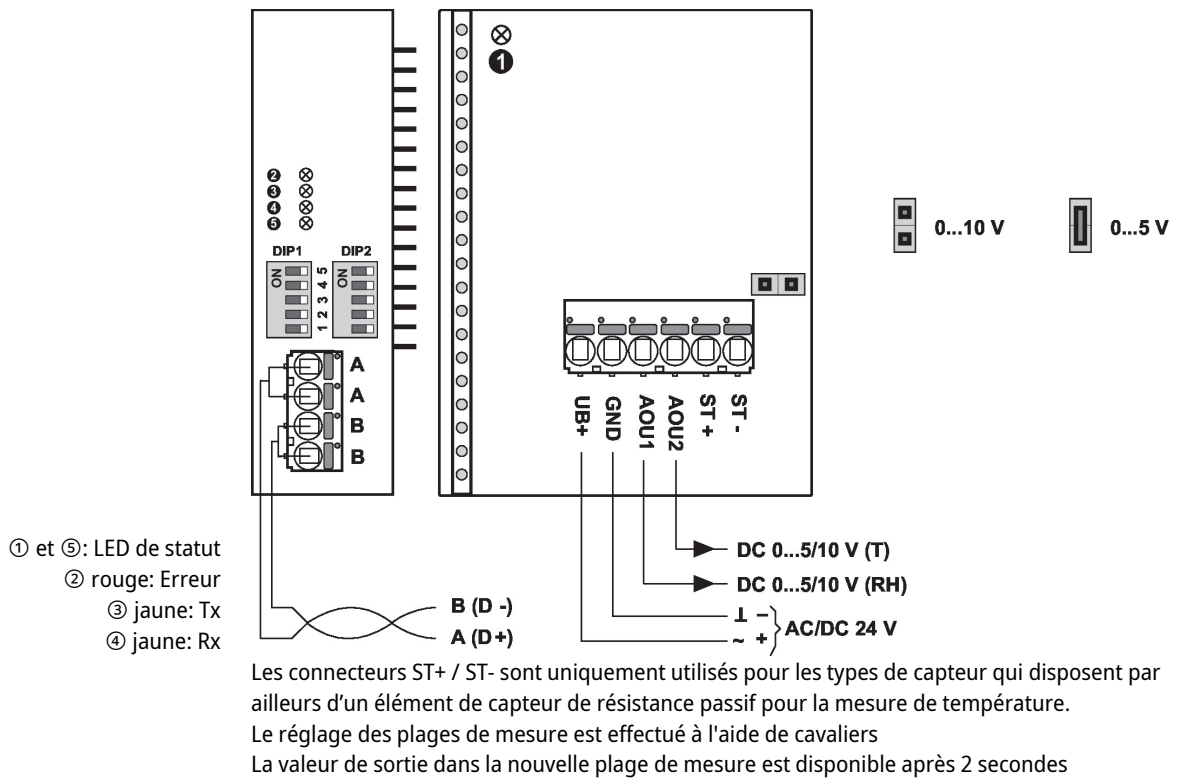 ❶
❷
❸
❹
❺
DIP1 DIP2
ON ON
1 2 3 4 5
A
A
B
B
0...10 V
0...5 V
UB+
GND
AOU1
AOU2
ST +
ST -
DC 0...5/10 V (T)
DC 0...5/10 V (RH)
⊥ –
~ +
AC/DC 24 V
B (D -)
A (D+)
① et ⑤: LED de statut
② rouge: Erreur
③ jaune: Tx
④ jaune: Rx
Les connecteurs ST+ / ST- sont uniquement utilisés pour les types de capteur qui disposent par
ailleurs d’un élément de capteur de résistance passif pour la mesure de température.
Le réglage des plages de mesure est effectué à l'aide de cavaliers
La valeur de sortie dans la nouvelle plage de mesure est disponible après 2 secondes